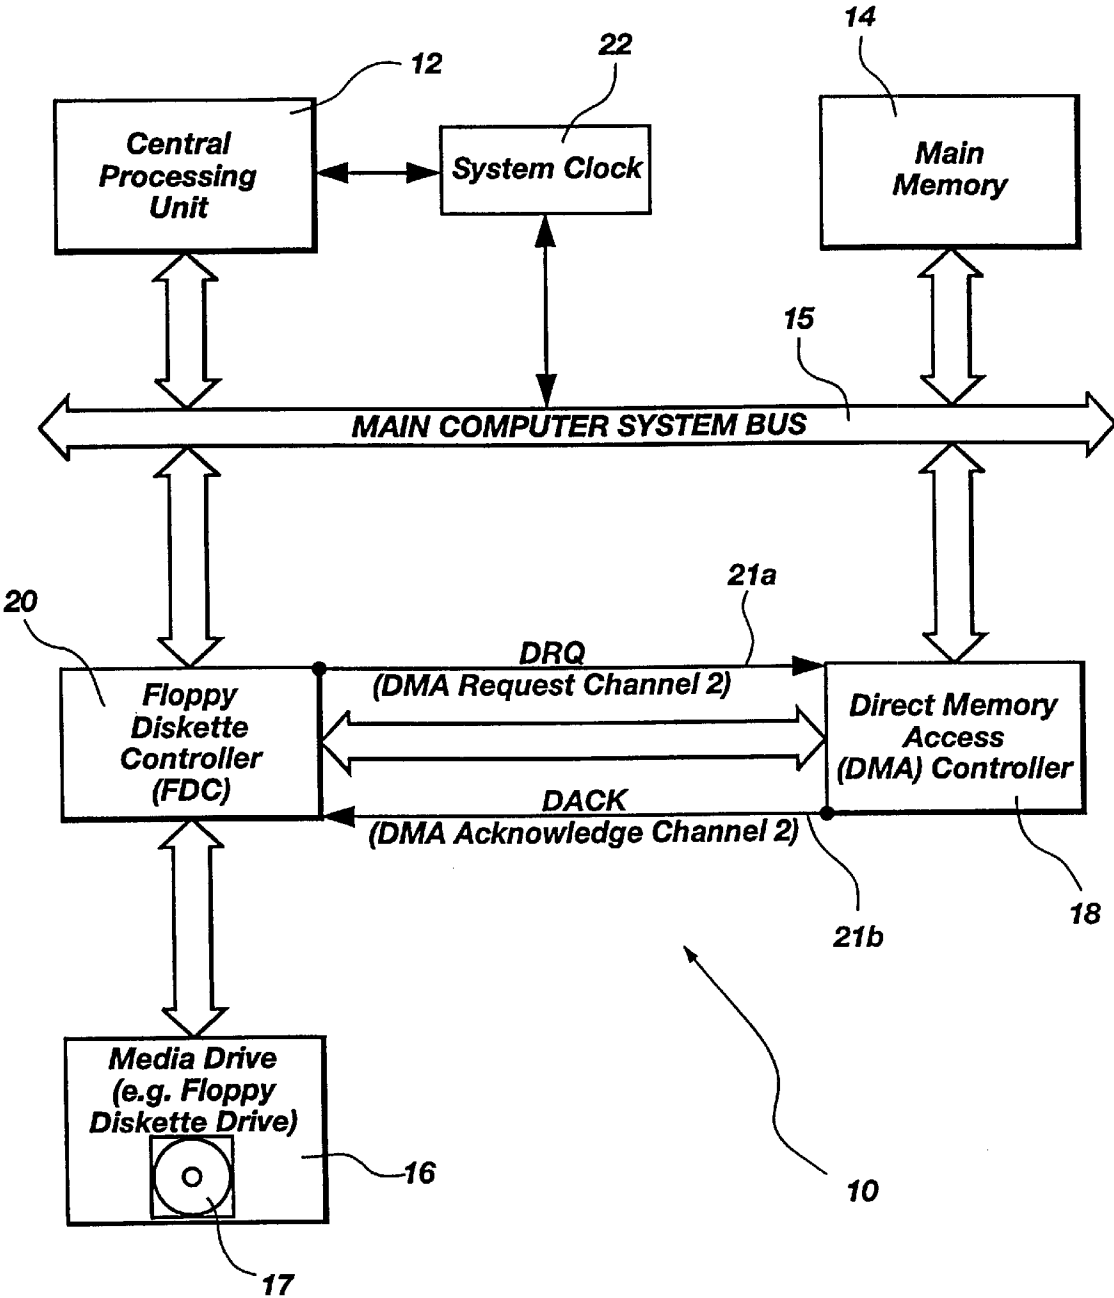 14
22
12
Central
Processing
Unit
System Clock
Main
Memory
15
MAIN COMPUTER SYSTEM BUS
21a
20
DRQ
(DMA Request Channel 2)
Floppy
Diskette
Controller
(FDC)
Direct Memory
Access
(DMA) Controller
DACK
(DMA Acknowledge Channel 2)
18
21b
Media Drive
(e.g. Floppy
Diskette Drive)
16
10
17